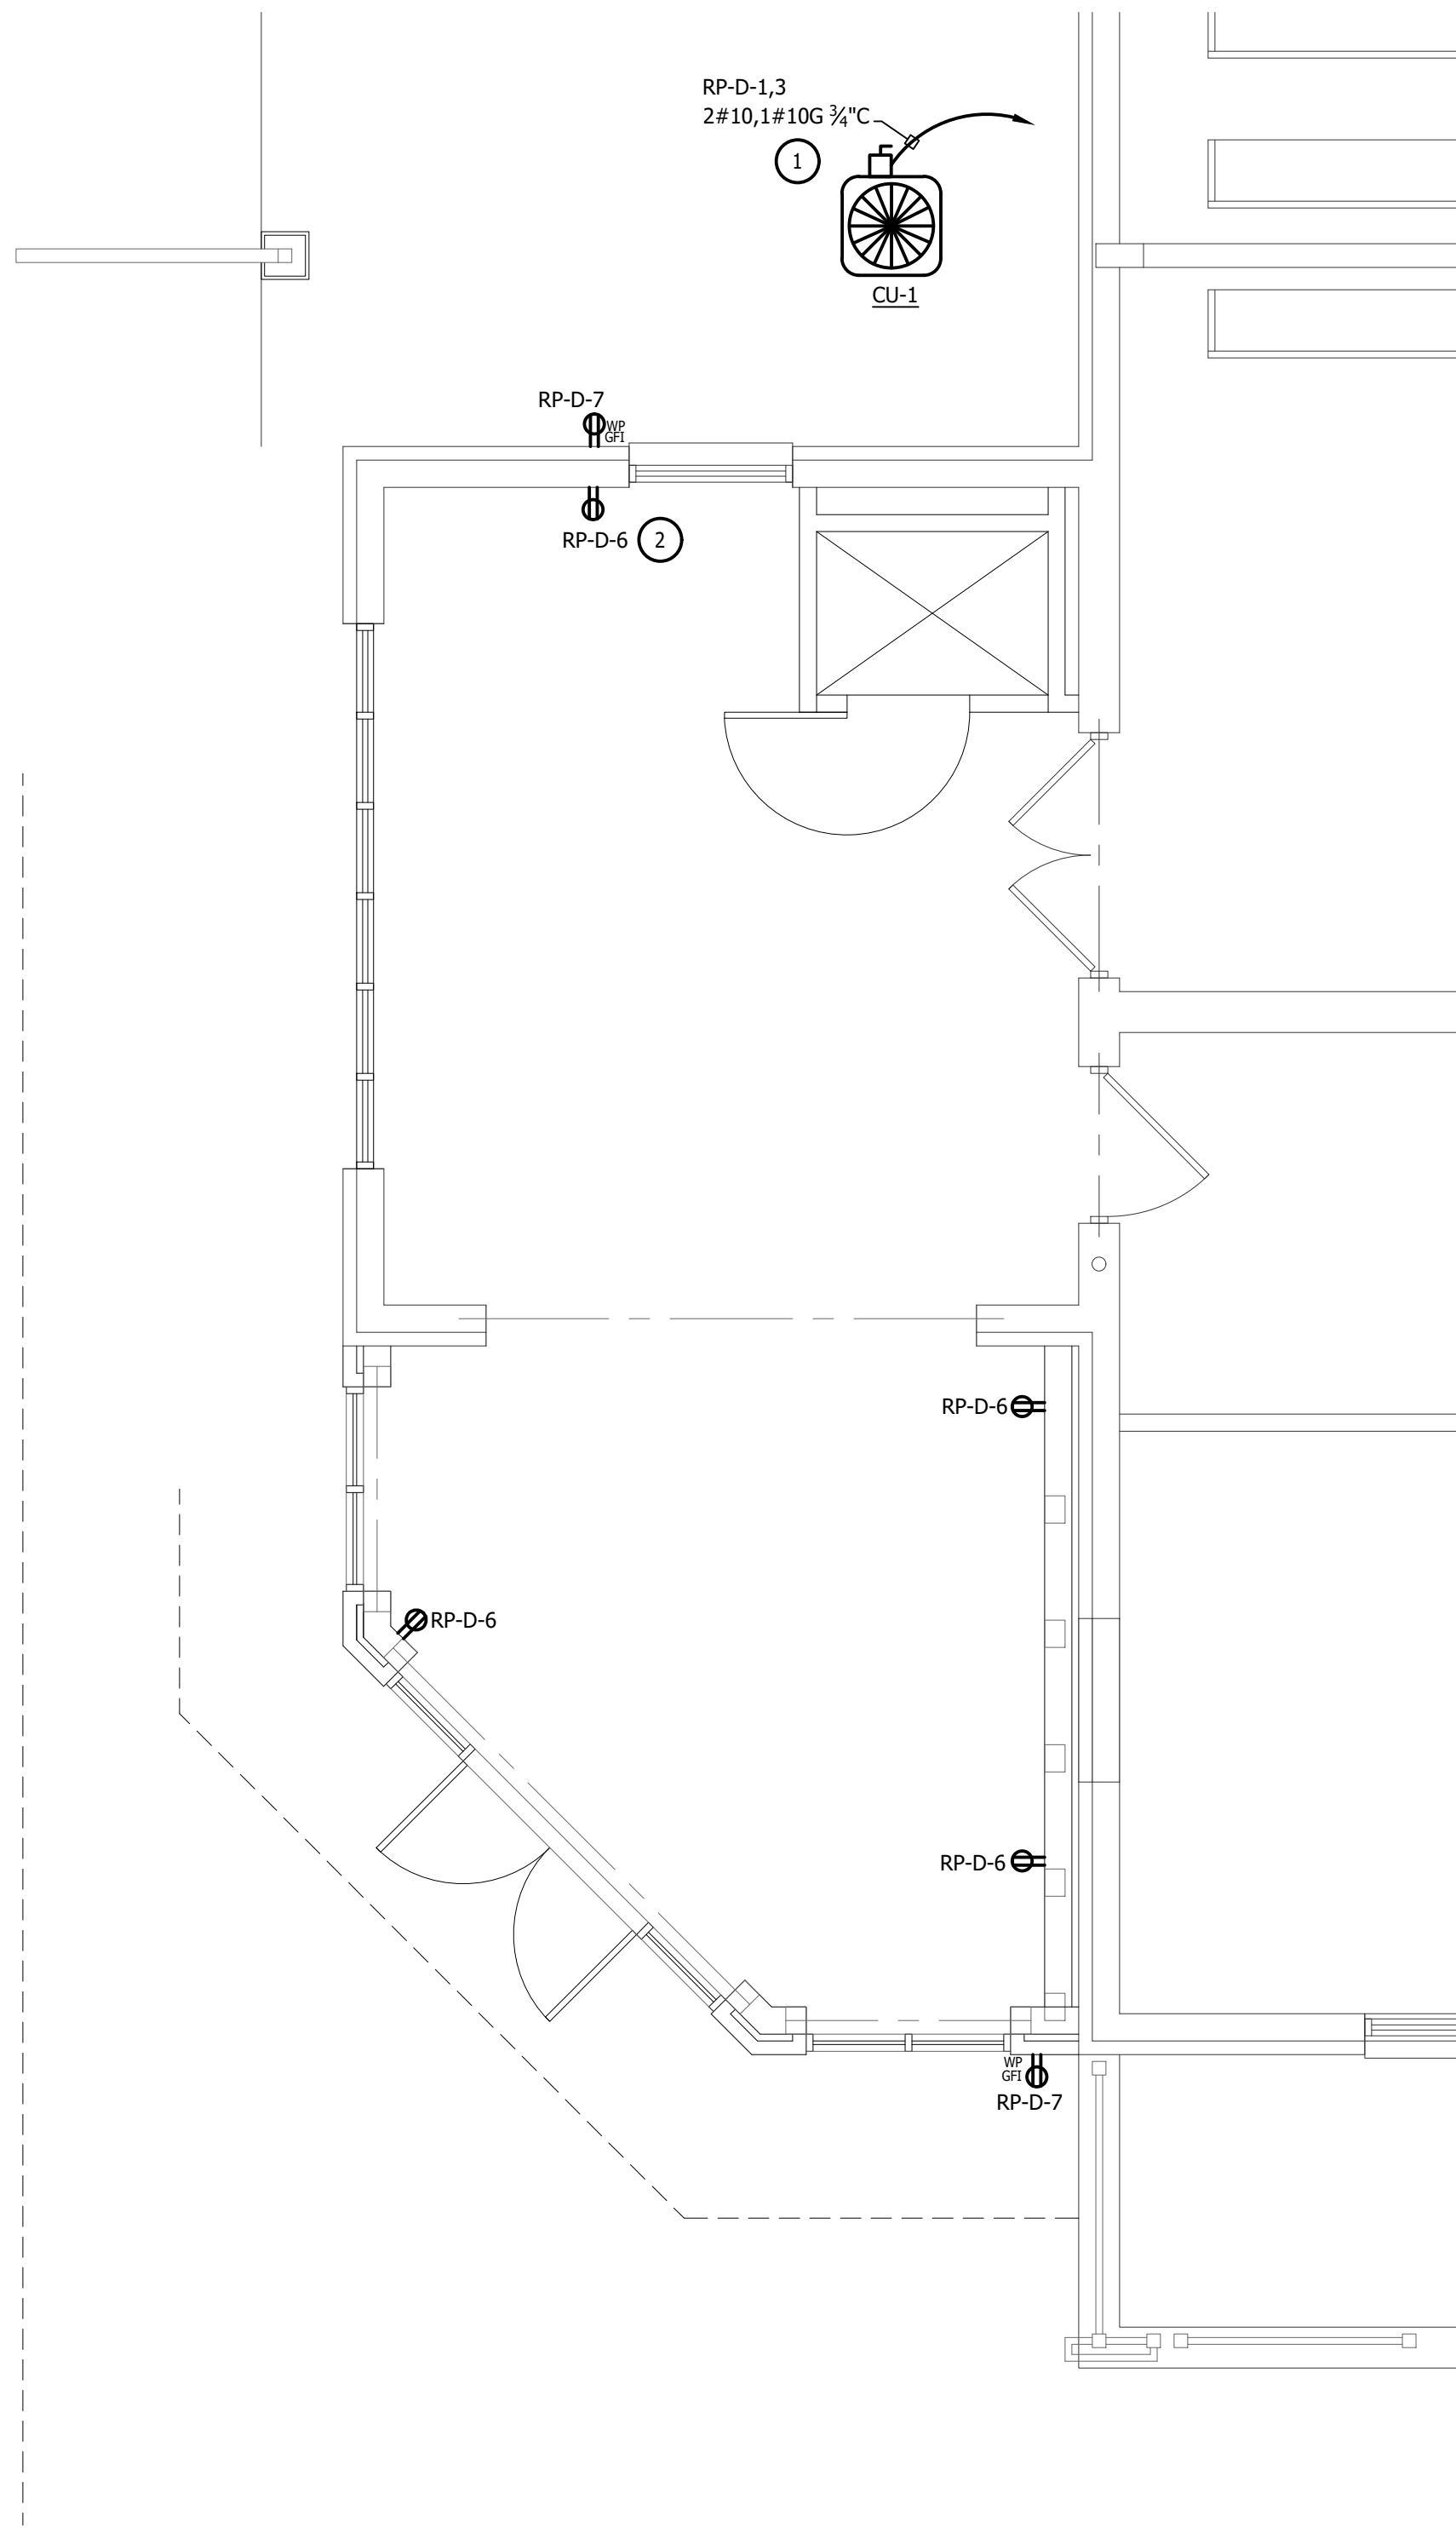 RP-D-1,3
2#10,1#10G ¾"C
1
CU-1
RP-D-7
WP
GFI
RP-D-6
2
RP-D-6
RP-D-6
RP-D-6
WP
GFI
RP-D-7